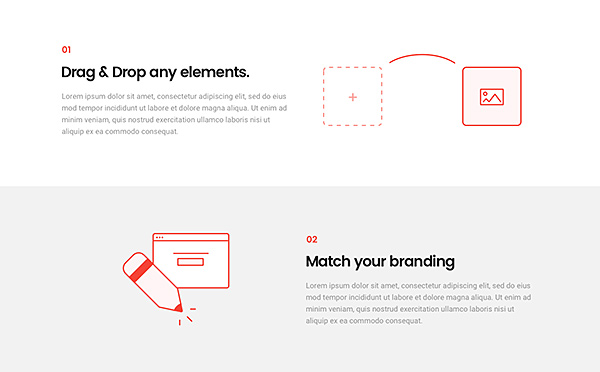 01
Drag & Drop any elements.
Lorem ipsum dolor sit amet, consectetur adipiscing elit, sed do eius
mod tempor incididunt ut labore et dolore magna aliqua. Ut enim ad
minim veniam, quis nostrud exercitation ullamco laboris nisi ut
aliquip ex ea commodo consequat.
02
Match your branding
Lorem ipsum dolor sit amet, consectetur adipiscing elit, sed do eius
mod tempor incididunt ut labore et dolore magna aliqua. Ut enim ad
minim veniam, quis nostrud exercitation ullamco laboris nisi ut
aliquip ex ea commodo consequat.